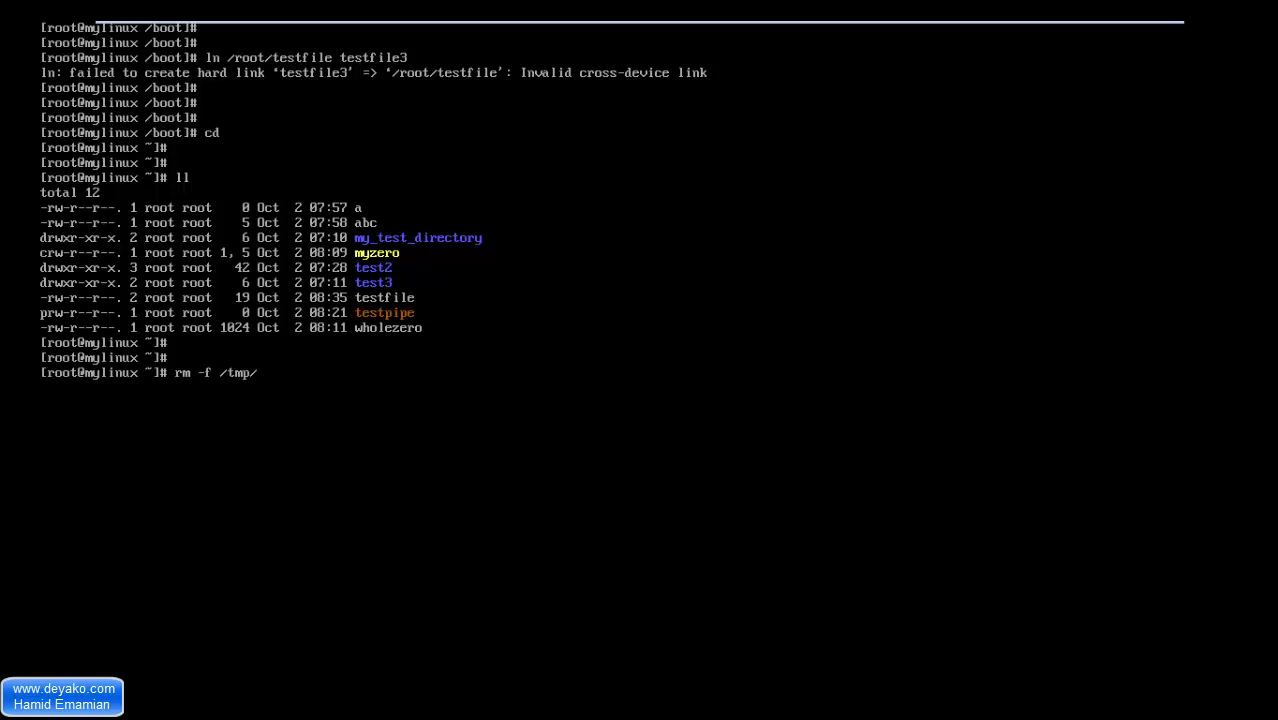 [root@mylinux /boot]#
[root@mylinux /boot]#
[root@mylinux /boot]# ln /root/testfile testfile3
ln: failed to create hard link ‘testfile3’ => ‘/root/testfile’: Invalid cross-device link
[root@mylinux /boot]#
[root@mylinux /boot]#
[root@mylinux /boot]#
[root@mylinux /boot]# cd
[root@mylinux ~]#
[root@mylinux ~]#
[root@mylinux ~]# ll
total 12
-rw-r--r--. 1 root root    0 Oct  2 07:57 a
-rw-r--r--. 1 root root    5 Oct  2 07:58 abc
drwxr-xr-x. 2 root root    6 Oct  2 07:10 my_test_directory
crw-r--r--. 1 root root 1, 5 Oct  2 08:09 myzero
drwxr-xr-x. 3 root root   42 Oct  2 07:28 test2
drwxr-xr-x. 2 root root    6 Oct  2 07:11 test3
-rw-r--r--. 2 root root   19 Oct  2 08:35 testfile
prw-r--r--. 1 root root    0 Oct  2 08:21 testpipe
-rw-r--r--. 1 root root 1024 Oct  2 08:11 wholezero
[root@mylinux ~]#
[root@mylinux ~]#
[root@mylinux ~]# rm -f /tmp/
www.deyako.com
Hamid Emamian